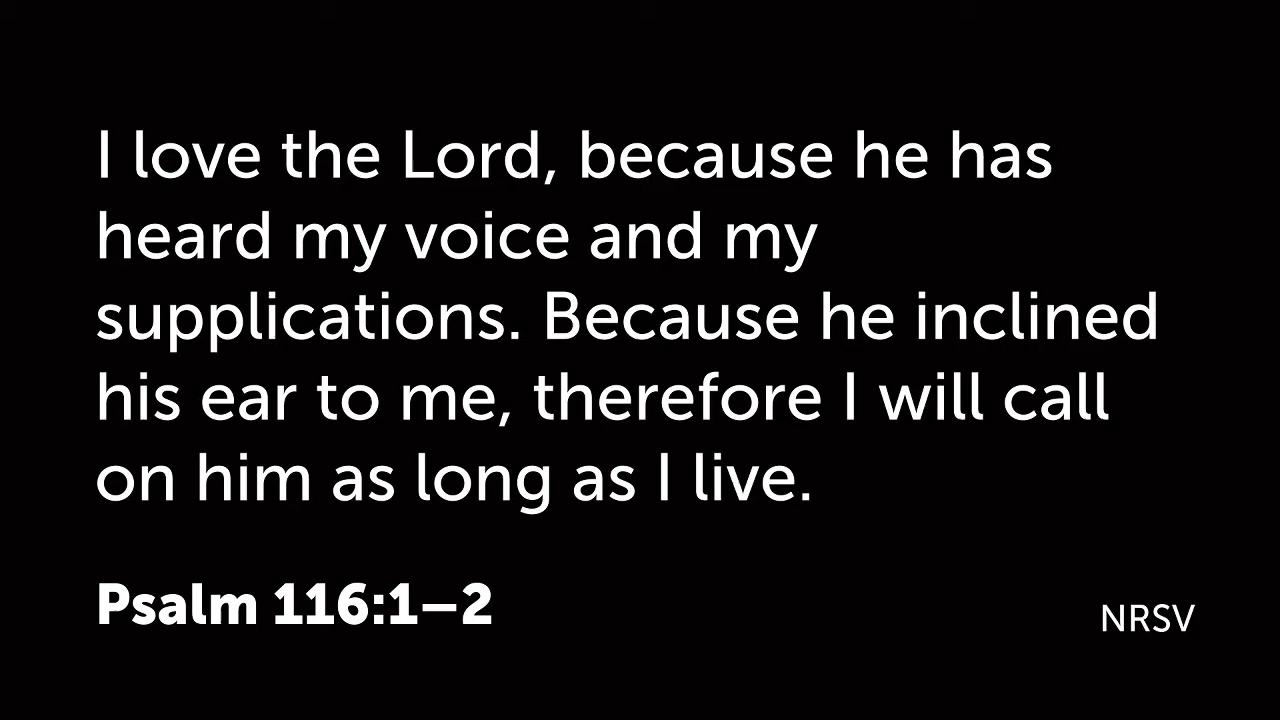 I love the Lord, because he has
heard my voice and my
supplications. Because he inclined
his ear to me, therefore I will call
on him as long as I live.
Psalm 116:1–2
NRSV